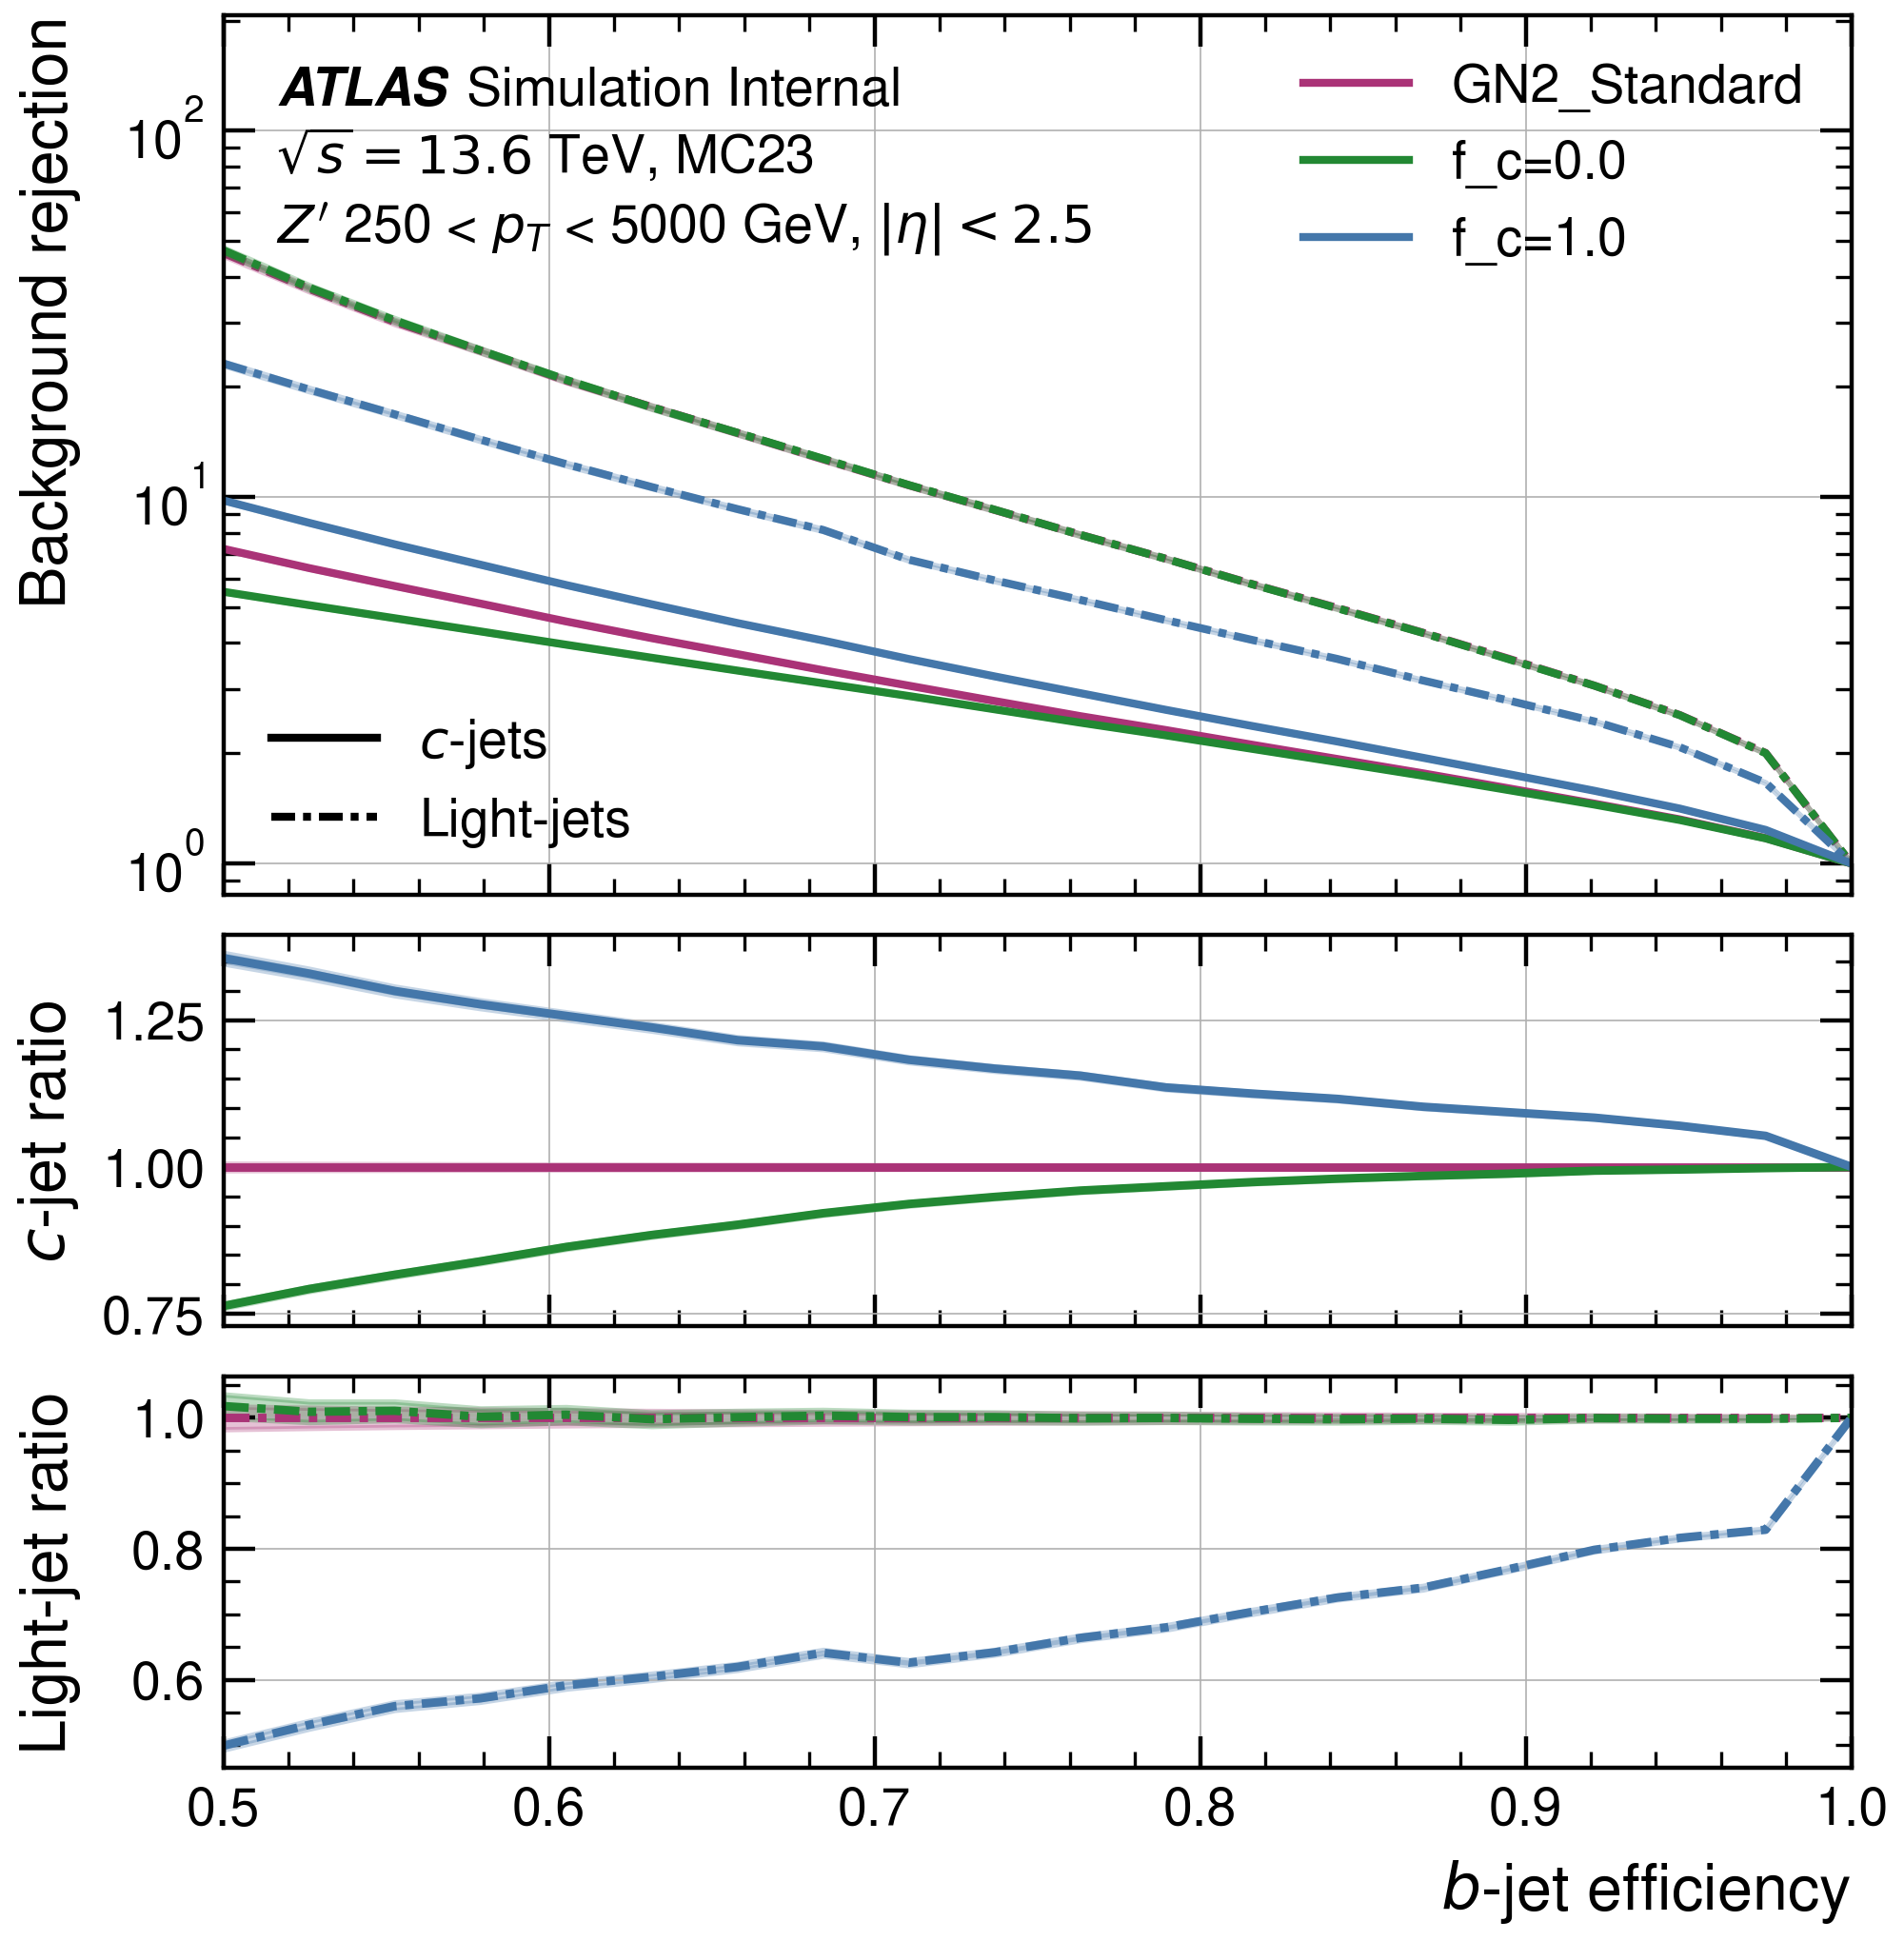 Background rejection
10^2
10^1
10^0
ATLAS Simulation Internal
√s = 13.6 TeV, MC23
Z′ 250 < p_T < 5000 GeV, |η| < 2.5
GN2_Standard
f_c=0.0
f_c=1.0
c-jets
Light-jets
c-jet ratio
1.25
1.00
0.75
Light-jet ratio
1.0
0.8
0.6
0.5 0.6 0.7 0.8 0.9 1.0
b-jet efficiency